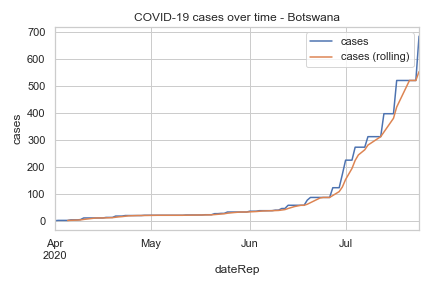 COVID-19 cases over time - Botswana
cases
cases (rolling)
700
600
500
400
300
200
100
0
cases
Apr
2020
May
Jun
Jul
dateRep